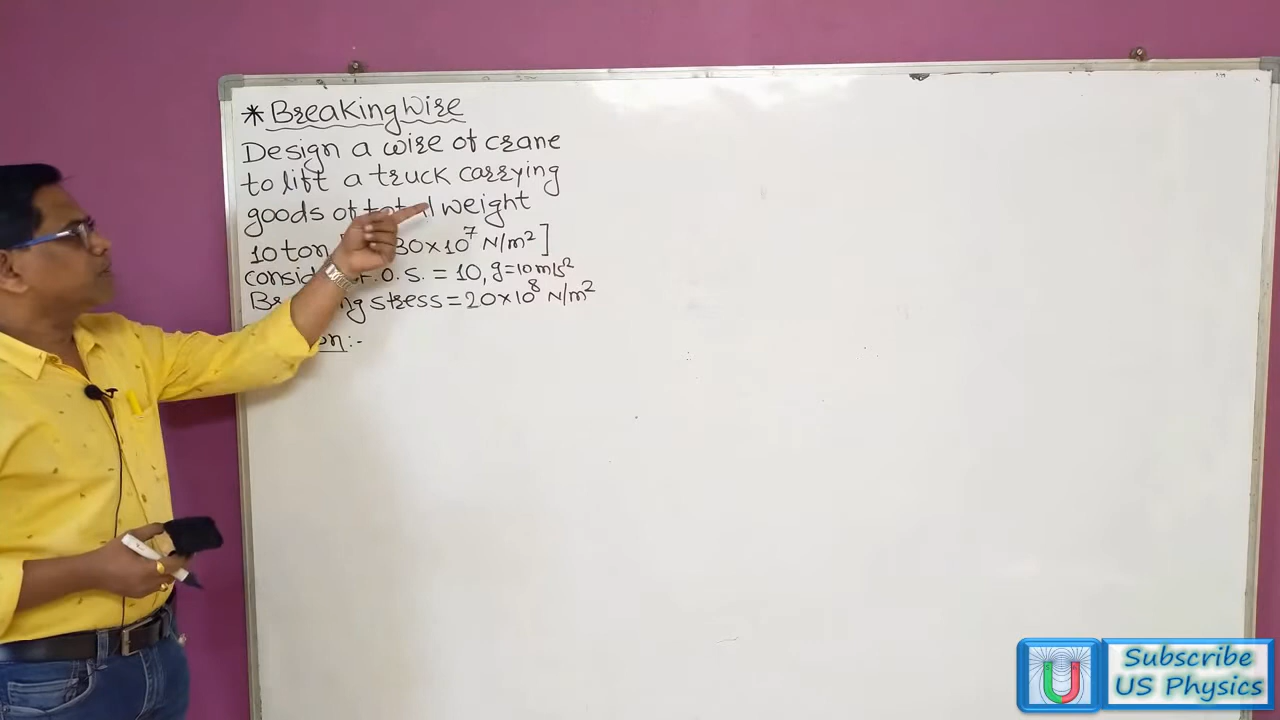 * Breaking Wire
Design a wire of crane
to lift a truck carrying
goods of total weight
10 ton 30×10⁷ N/m²]
F.O.S. = 10, g=10m/s²
stress = 20×10⁸ N/m²
:-
Subscribe
US Physics